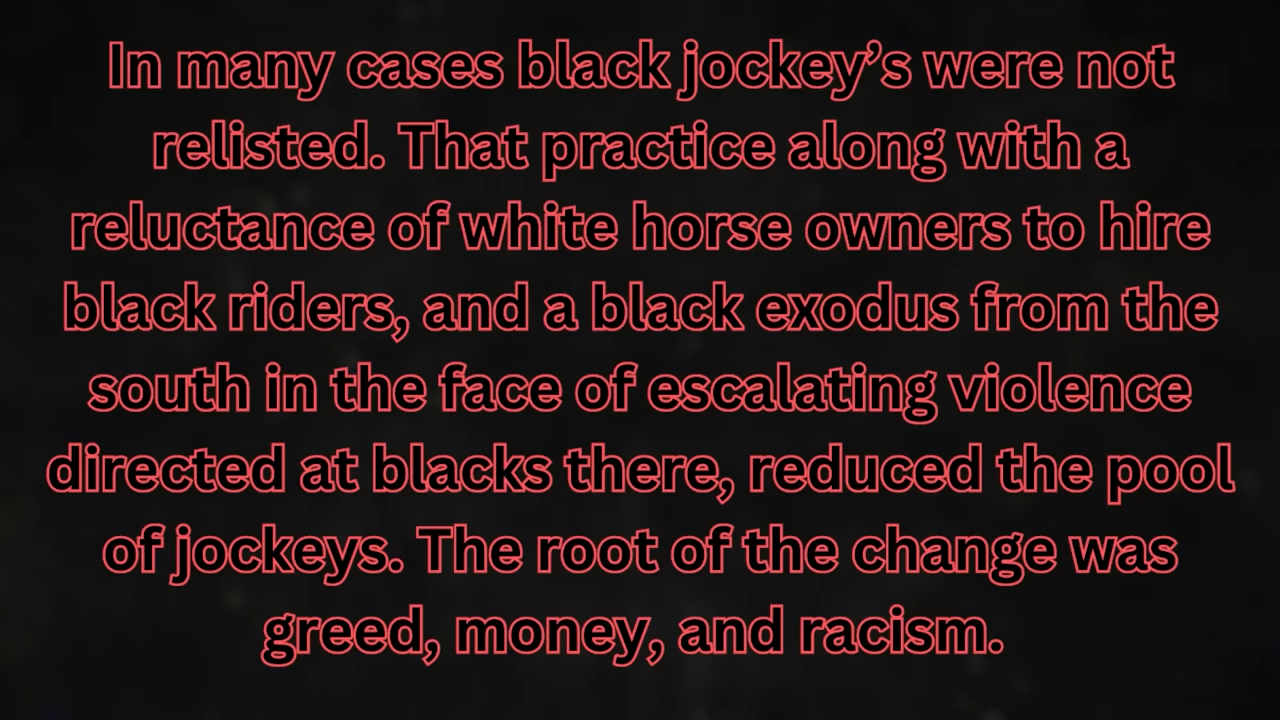 In many cases black jockey’s were not
relisted. That practice along with a
reluctance of white horse owners to hire
black riders, and a black exodus from the
south in the face of escalating violence
directed at blacks there, reduced the pool
of jockeys. The root of the change was
greed, money, and racism.